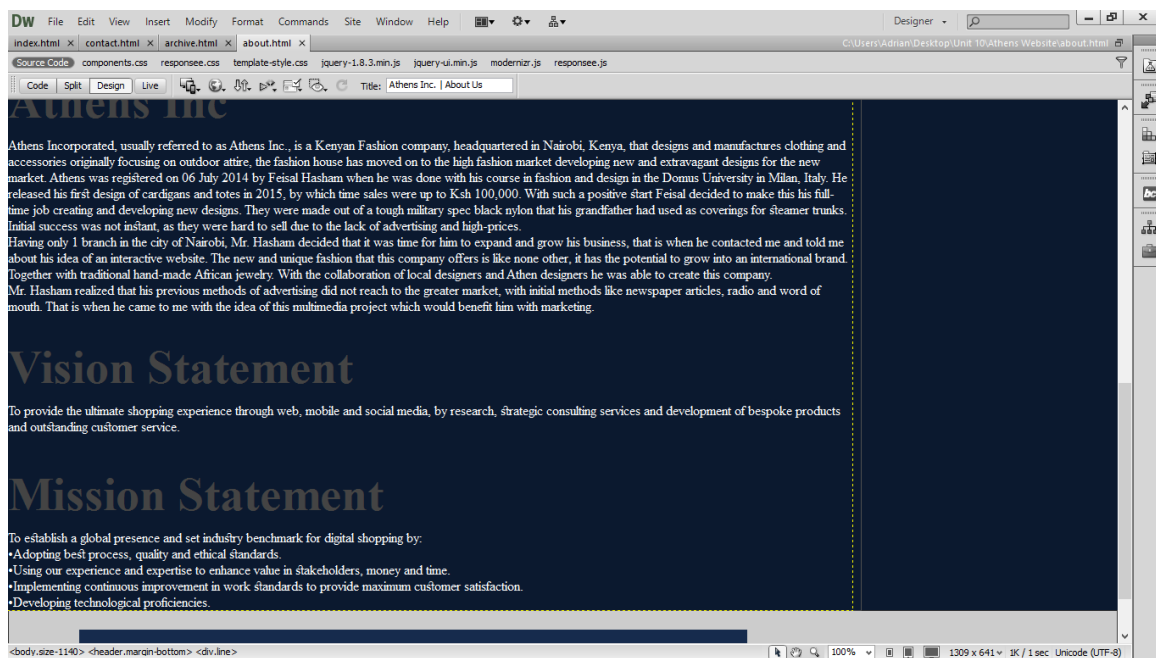 DW File Edit View Insert Modify Format Commands Site Window Help Designer
index.html × contact.html × archive.html × about.html × C:\Users\Adrian\Desktop\Unit 10\Athens Website\about.html
Source Code components.css responsee.css template-style.css jquery-1.8.3.min.js jquery-ui.min.js modernizr.js responsee.js
Code Split Design Live Title: Athens Inc. | About Us
Athens Inc
Athens Incorporated, usually referred to as Athens Inc., is a Kenyan Fashion company, headquartered in Nairobi, Kenya, that designs and manufactures clothing and
accessories originally focusing on outdoor attire, the fashion house has moved on to the high fashion market developing new and extravagant designs for the new
market. Athens was registered on 06 July 2014 by Feisal Hasham when he was done with his course in fashion and design in the Domus University in Milan, Italy. He
released his first design of cardigans and totes in 2015, by which time sales were up to Ksh 100,000. With such a positive start Feisal decided to make this his full-
time job creating and developing new designs. They were made out of a tough military spec black nylon that his grandfather had used as coverings for steamer trunks.
Initial success was not instant, as they were hard to sell due to the lack of advertising and high-prices.
Having only 1 branch in the city of Nairobi, Mr. Hasham decided that it was time for him to expand and grow his business, that is when he contacted me and told me
about his idea of an interactive website. The new and unique fashion that this company offers is like none other, it has the potential to grow into an international brand.
Together with traditional hand-made African jewelry. With the collaboration of local designers and Athen designers he was able to create this company.
Mr. Hasham realized that his previous methods of advertising did not reach to the greater market, with initial methods like newspaper articles, radio and word of
mouth. That is when he came to me with the idea of this multimedia project which would benefit him with marketing.
Vision Statement
To provide the ultimate shopping experience through web, mobile and social media, by research, strategic consulting services and development of bespoke products
and outstanding customer service.
Mission Statement
To establish a global presence and set industry benchmark for digital shopping by:
•Adopting best process, quality and ethical standards.
•Using our experience and expertise to enhance value in stakeholders, money and time.
•Implementing continuous improvement in work standards to provide maximum customer satisfaction.
•Developing technological proficiencies.
<body.size-1140> <header.margin-bottom> <div.line> 100% 1309 x 641 1K / 1 sec Unicode (UTF-8)